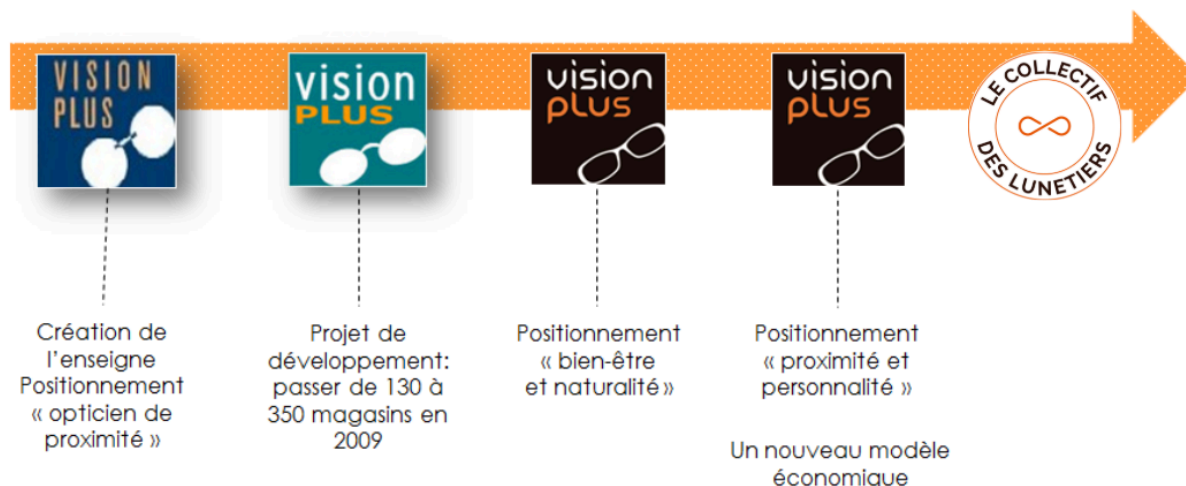 VISION
PLUS
vision
PLUS
vision
plus
vision
plus
LE COLLECTIF
DES LUNETIERS
Création de
l’enseigne
Positionnement
« opticien de
proximité »
Projet de
développement:
passer de 130 à
350 magasins en
2009
Positionnement
« bien-être
et naturalité »
Positionnement
« proximité et
personnalité »
Un nouveau modèle
économique